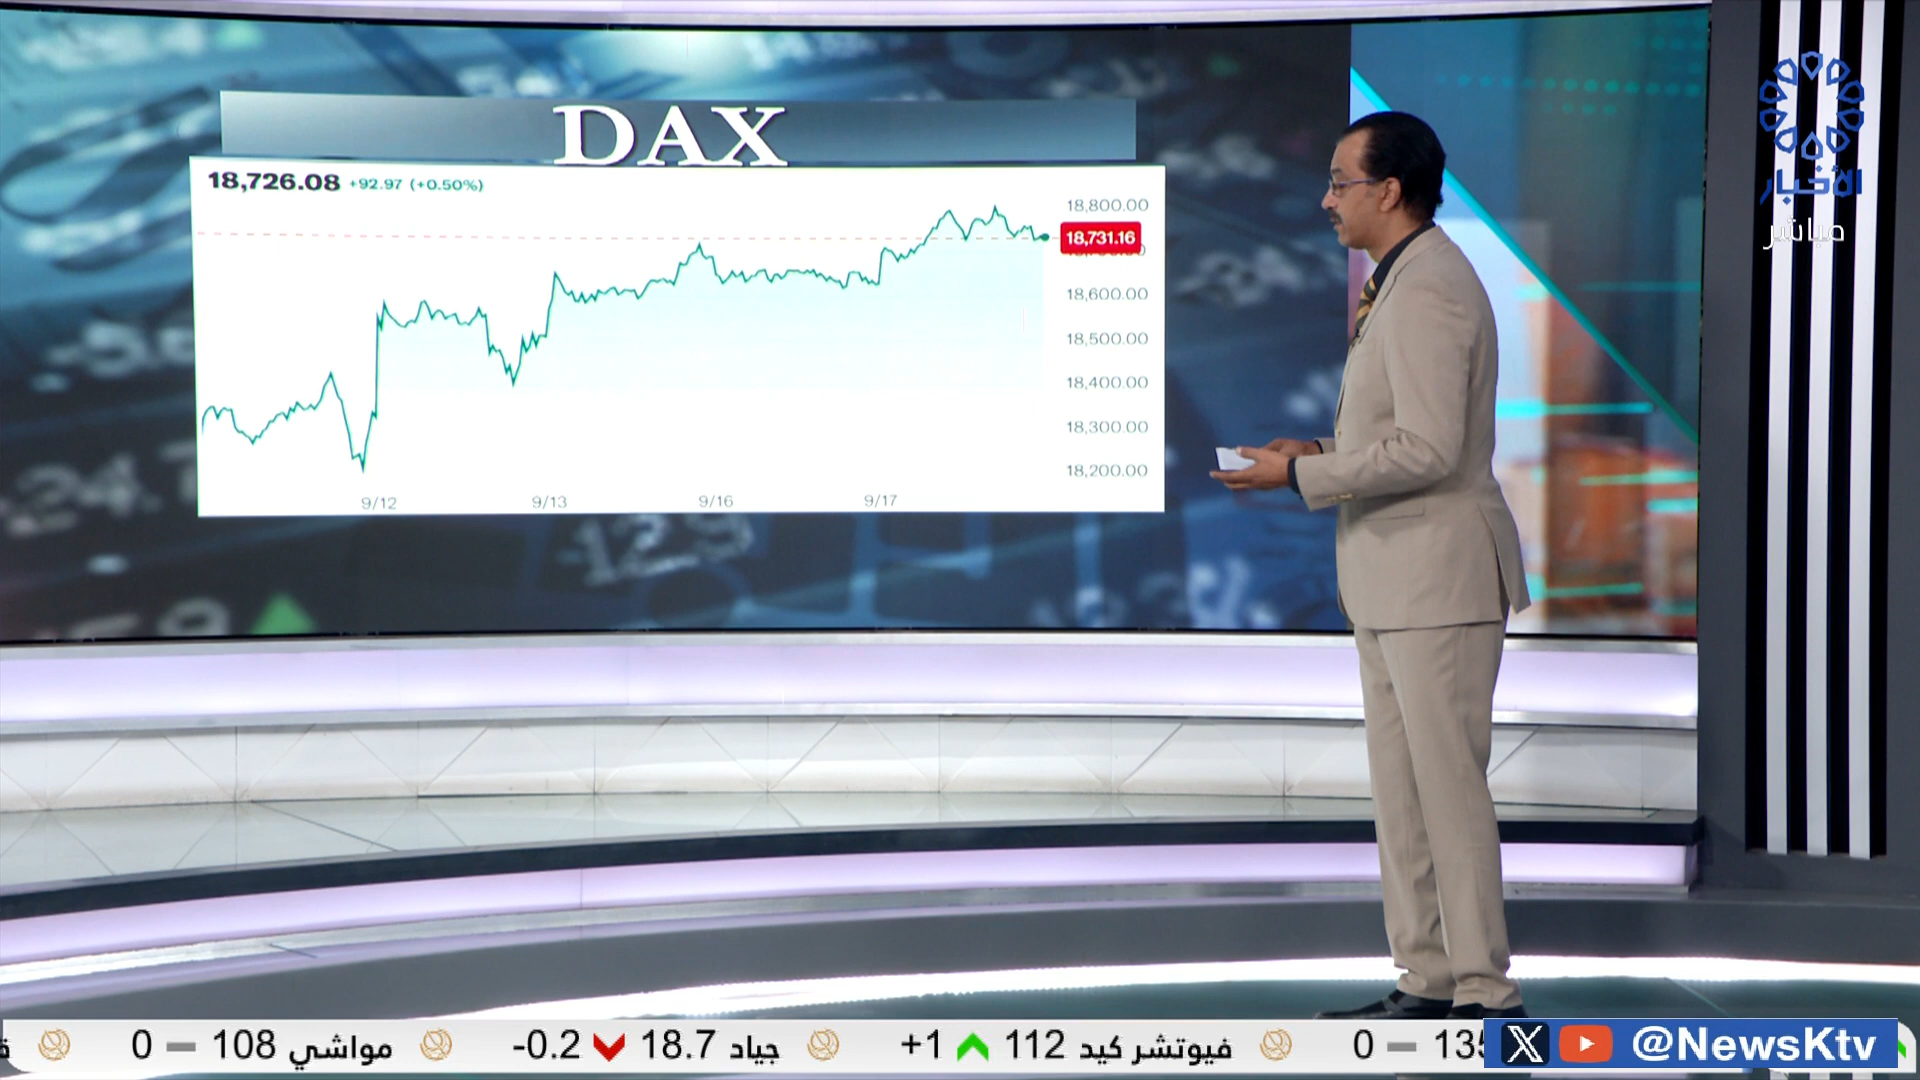 DAX
18,726.08 +92.97 (+0.50%)
18,800.00
18,731.16
18,600.00
18,500.00
18,400.00
18,300.00
18,200.00
9/12 9/13 9/16 9/17
-129
الأخبار
مباشر
0 108 مواشي
-0.2 18.7 جياد
+1 112 فيوتشر كيد
0 135
@NewsKtv